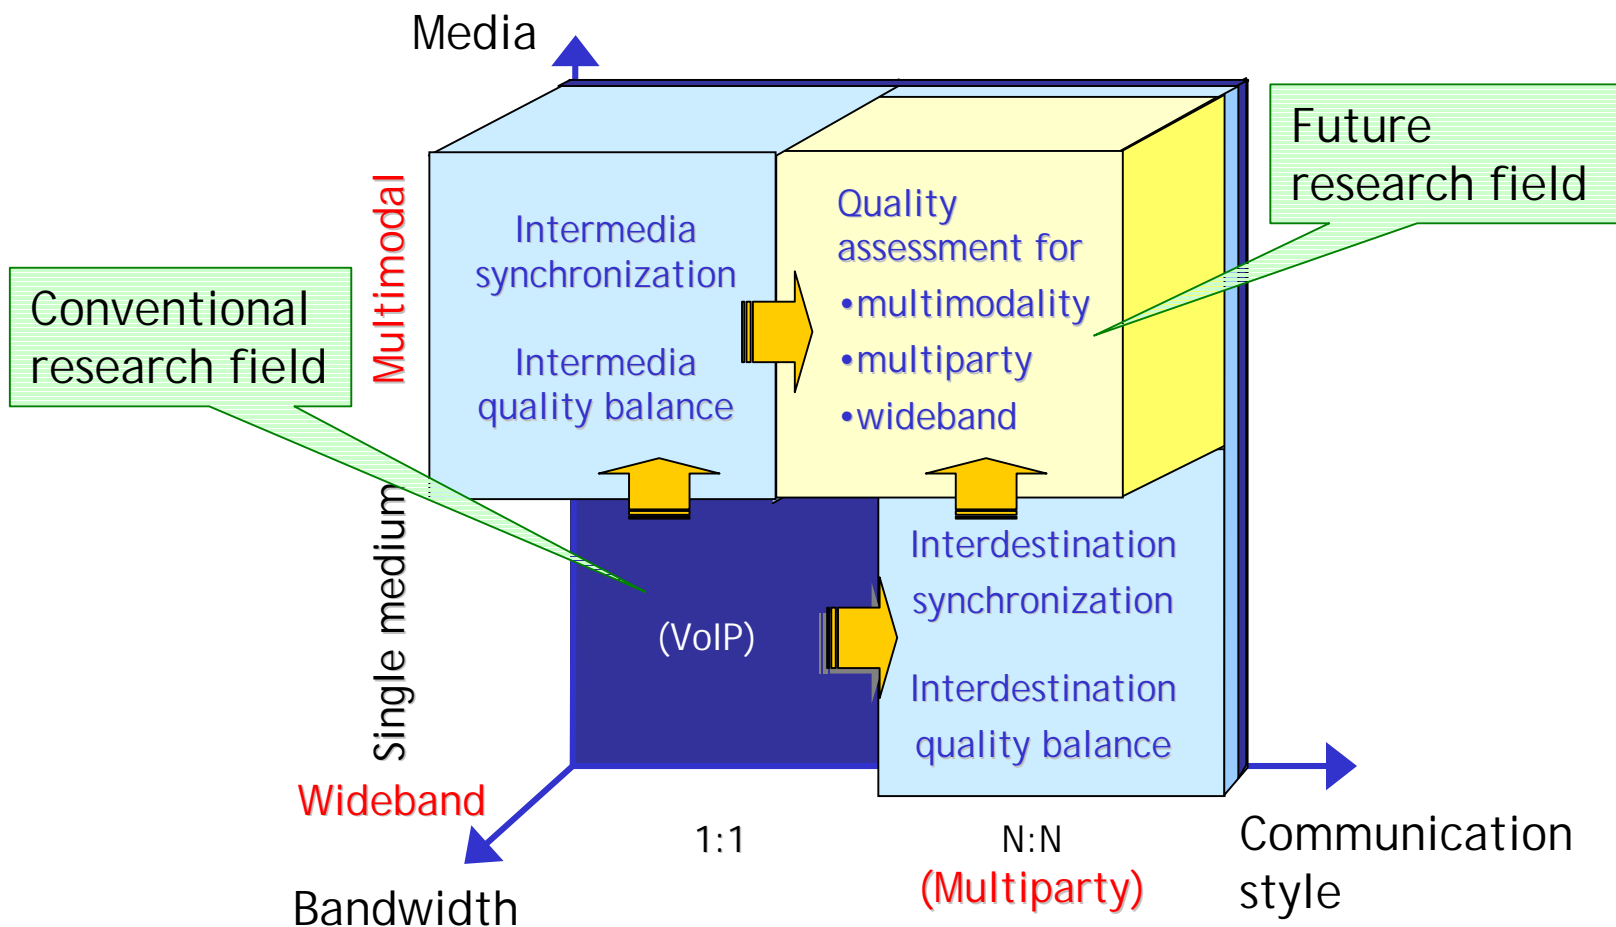 Media
Future
research field
Multimodal
Intermedia
synchronization
Intermedia
quality balance
Quality
assessment for
•multimodality
•multiparty
•wideband
Conventional
research field
Single medium
(VoIP)
Interdestination
synchronization
Interdestination
quality balance
Wideband
Bandwidth
1:1
N:N
(Multiparty)
Communication
style